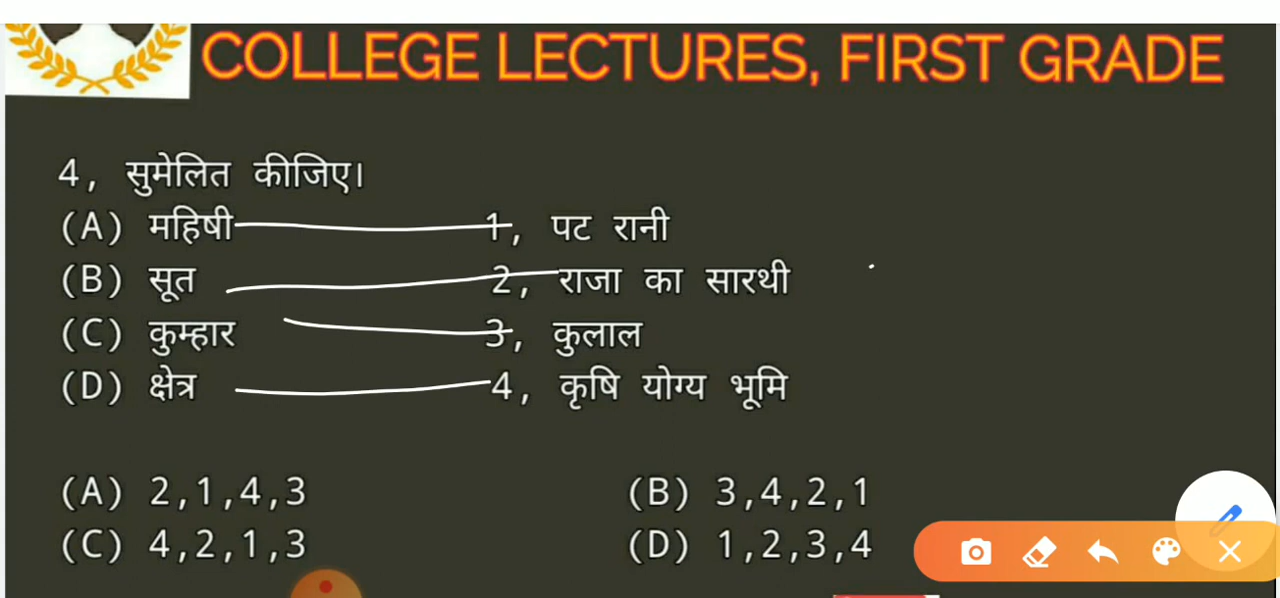 COLLEGE LECTURES, FIRST GRADE
4, सुमेलित कीजिए।
(A) महिषी 1, पट रानी
(B) सूत 2, राजा का सारथी
(C) कुम्हार 3, कुलाल
(D) क्षेत्र 4, कृषि योग्य भूमि
(A) 2,1,4,3 (B) 3,4,2,1
(C) 4,2,1,3 (D) 1,2,3,4